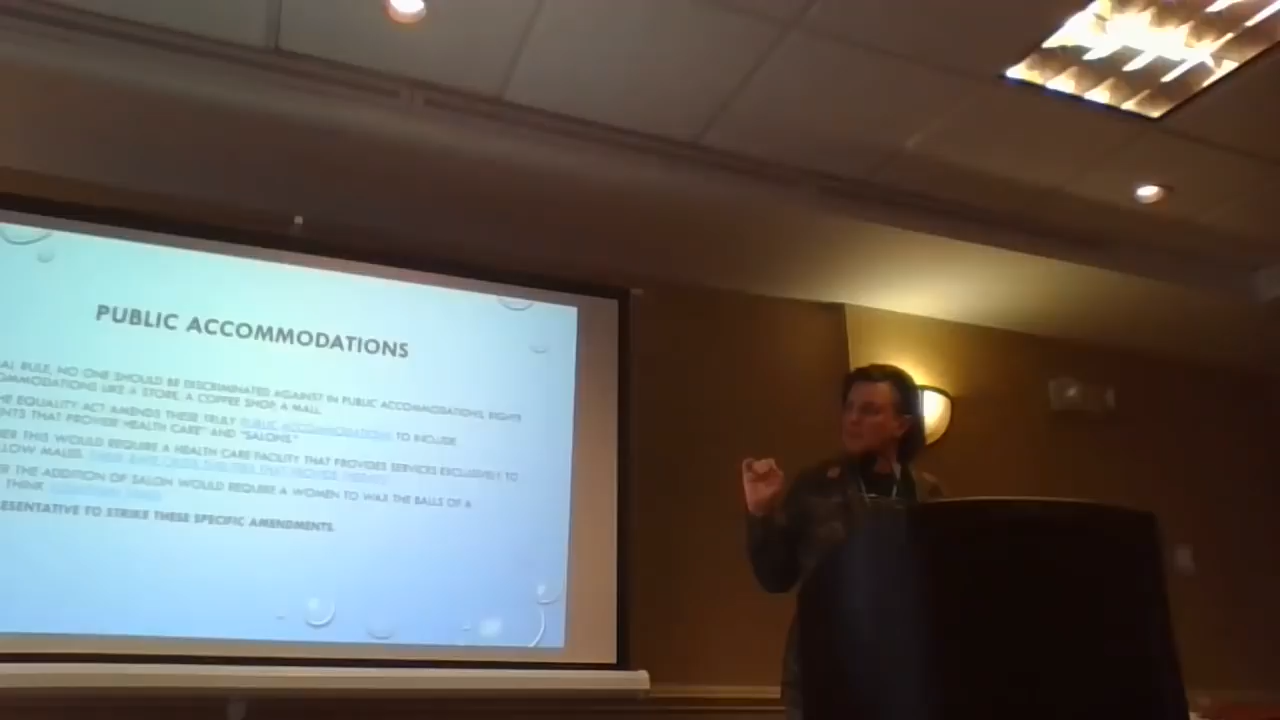 PUBLIC ACCOMMODATIONS
AL RULE, NO ONE SHOULD BE DISCRIMINATED AGAINST IN PUBLIC ACCOMMODATIONS, RIGHTS
OMMODATIONS LIKE A STORE, A COFFEE SHOP, A MALL
HE EQUALITY ACT AMENDS THESE TRULY PUBLIC ACCOMMODATIONS TO INCLUDE
ENTS THAT PROVIDE HEALTH CARE" AND "SALONS."
HER THIS WOULD REQUIRE A HEALTH CARE FACILITY THAT PROVIDES SERVICES EXCLUSIVELY TO
LLOW MALES.
R THE ADDITION OF SALON WOULD REQUIRE A WOMEN TO WAX THE BALLS OF A
THINK
ESENTATIVE TO STRIKE THESE SPECIFIC AMENDMENTS.